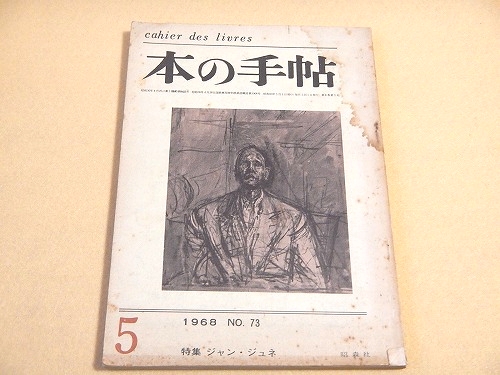 cahier des livres
本の手帖
5
1968 NO. 73
特集 ジャン・ジュネ
昭森社